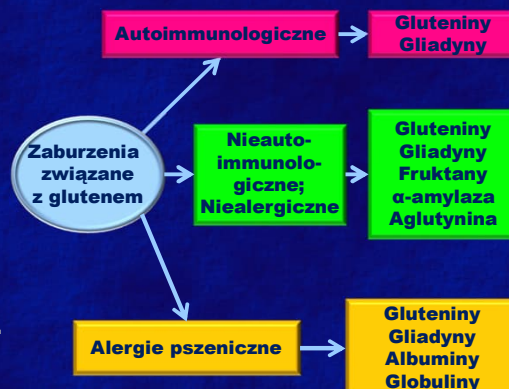 Autoimmunologiczne
Gluteniny
Gliadyny
Zaburzenia
związane
z glutenem
Nieauto-
immunolo-
giczne;
Niealergiczne
Gluteniny
Gliadyny
Fruktany
α-amylaza
Aglutynina
Alergie pszeniczne
Gluteniny
Gliadyny
Albuminy
Globuliny